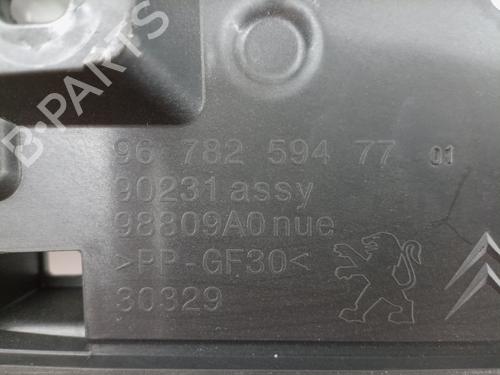 96 782 594 77 01
90231 assy
98809A0 nue
>PP-GF30<
30329
B-PARTS